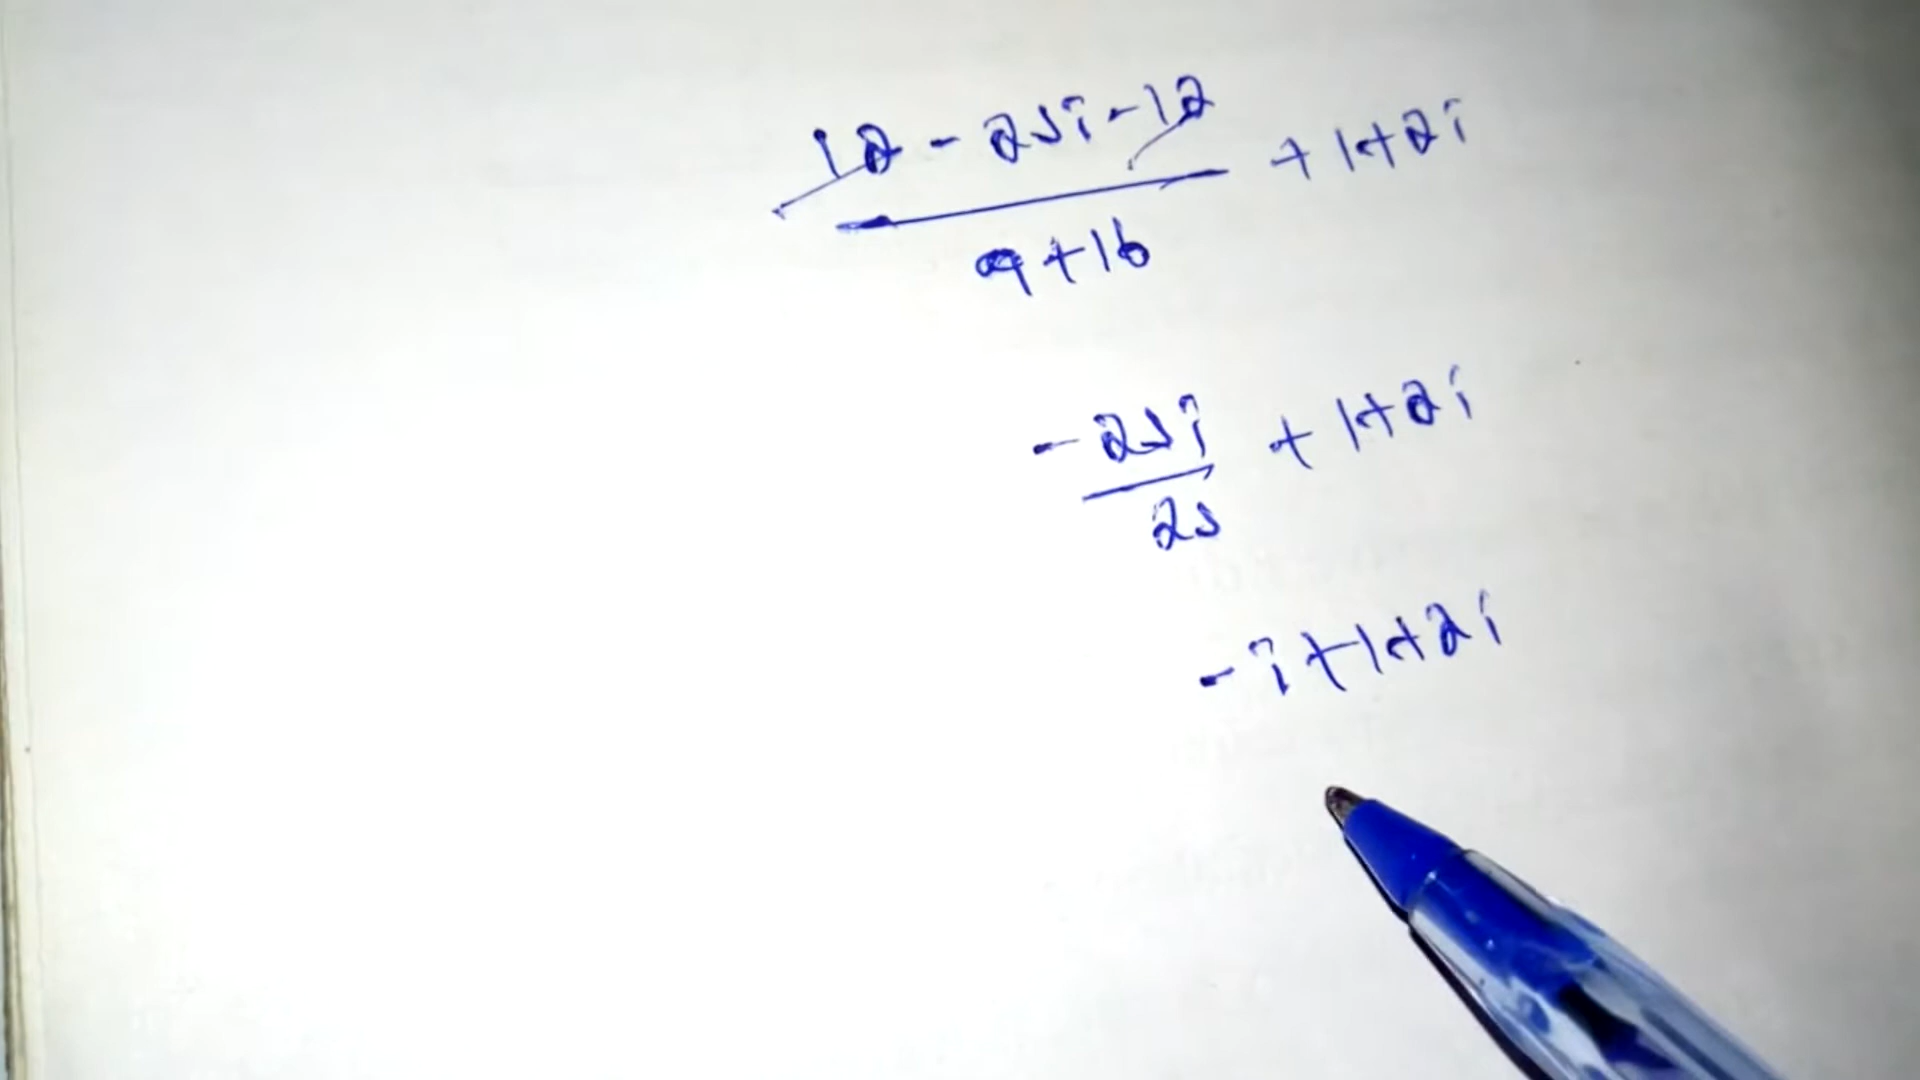 12 - 25i - 12 + 1+2i
9+16
-25i + 1+2i
25
-i+1+2i